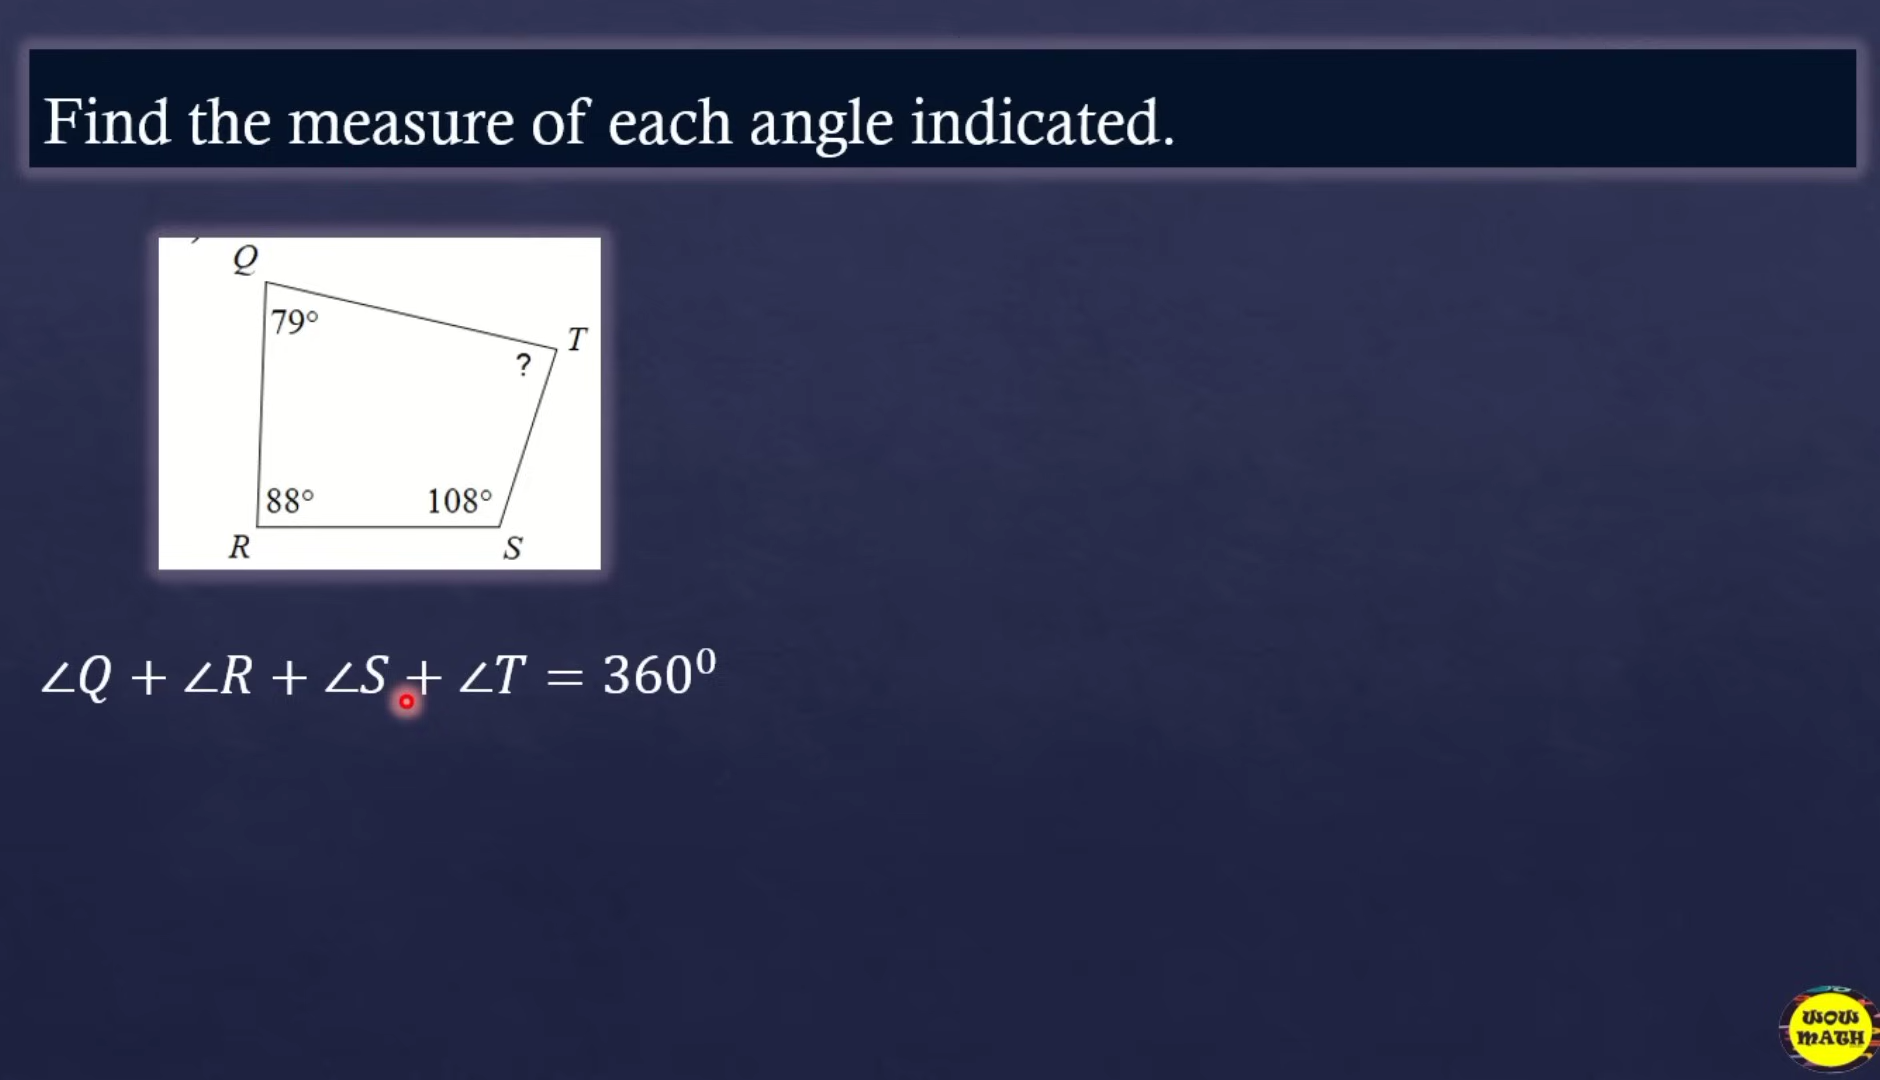 Find the measure of each angle indicated.
Q
79°
T
?
88°
108°
R
S
∠Q + ∠R + ∠S + ∠T = 360⁰
WOW
MATH